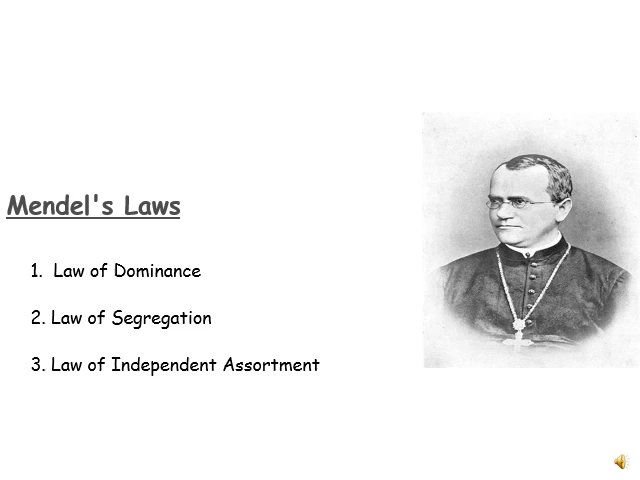 Mendel's Laws
1. Law of Dominance
2. Law of Segregation
3. Law of Independent Assortment